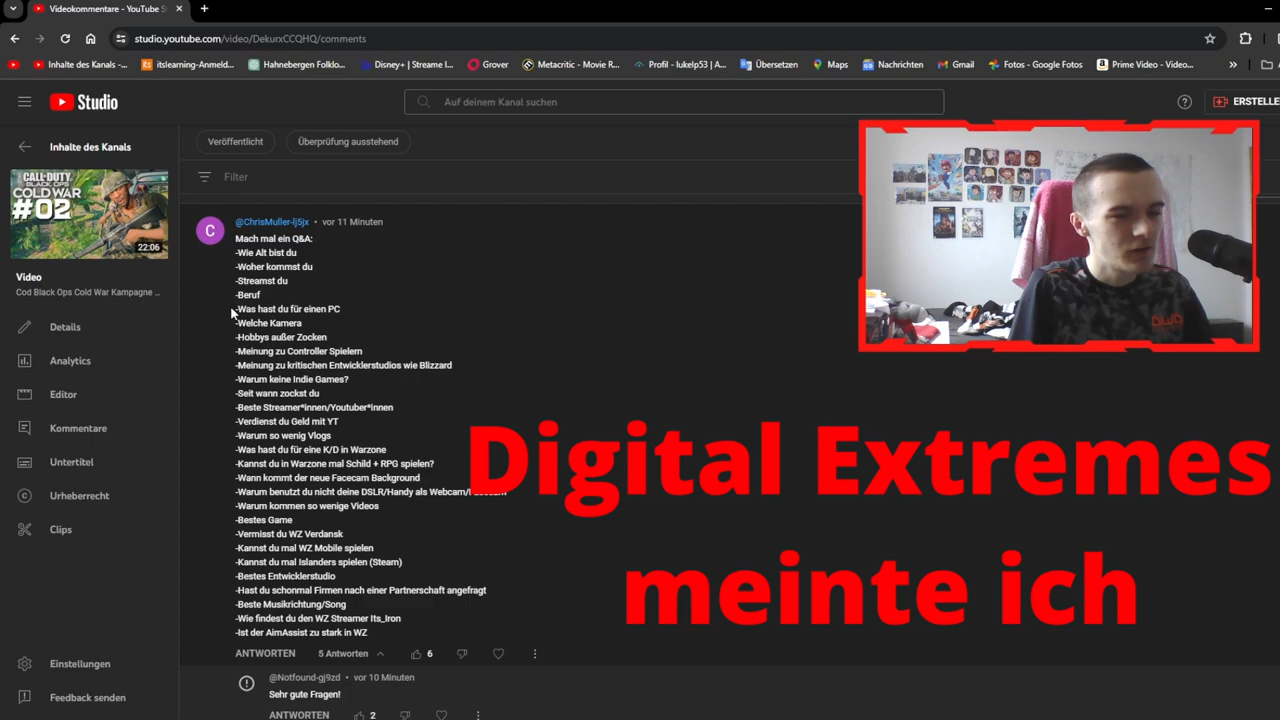 Videokommentare - YouTube S
studio.youtube.com/video/DekurxCCQHQ/comments
Inhalte des Kanals -...
itslearning-Anmeld...
Hahnebergen Folklo...
Disney+ | Streame I...
Grover
Metacritic - Movie R...
Profil - lukelp53 | A...
Übersetzen
Maps
Nachrichten
Gmail
Fotos - Google Fotos
Prime Video - Video...
Studio
Auf deinem Kanal suchen
ERSTELLE
Inhalte des Kanals
Veröffentlicht
Überprüfung ausstehend
Filter
CALL OF DUTY
BLACK OPS
COLD WAR
#02
22:06
Video
Cod Black Ops Cold War Kampagne ...
Details
Analytics
Editor
Kommentare
Untertitel
Urheberrecht
Clips
Einstellungen
Feedback senden
C
@ChrisMuller-lj5jx • vor 11 Minuten
Mach mal ein Q&A:
-Wie Alt bist du
-Woher kommst du
-Streamst du
-Beruf
-Was hast du für einen PC
-Welche Kamera
-Hobbys außer Zocken
-Meinung zu Controller Spielern
-Meinung zu kritischen Entwicklerstudios wie Blizzard
-Warum keine Indie Games?
-Seit wann zockst du
-Beste Streamer*innen/Youtuber*innen
-Verdienst du Geld mit YT
-Warum so wenig Vlogs
-Was hast du für eine K/D in Warzone
-Kannst du in Warzone mal Schild + RPG spielen?
-Wann kommt der neue Facecam Background
-Warum benutzt du nicht deine DSLR/Handy als Webcam/
-Warum kommen so wenige Videos
-Bestes Game
-Vermisst du WZ Verdansk
-Kannst du mal WZ Mobile spielen
-Kannst du mal Islanders spielen (Steam)
-Bestes Entwicklerstudio
-Hast du schonmal Firmen nach einer Partnerschaft angefragt
-Beste Musikrichtung/Song
-Wie findest du den WZ Streamer Its_Iron
-Ist der AimAssist zu stark in WZ
ANTWORTEN
5 Antworten
6
@Notfound-gj9zd • vor 10 Minuten
Sehr gute Fragen!
ANTWORTEN
2
Digital Extremes
meinte ich